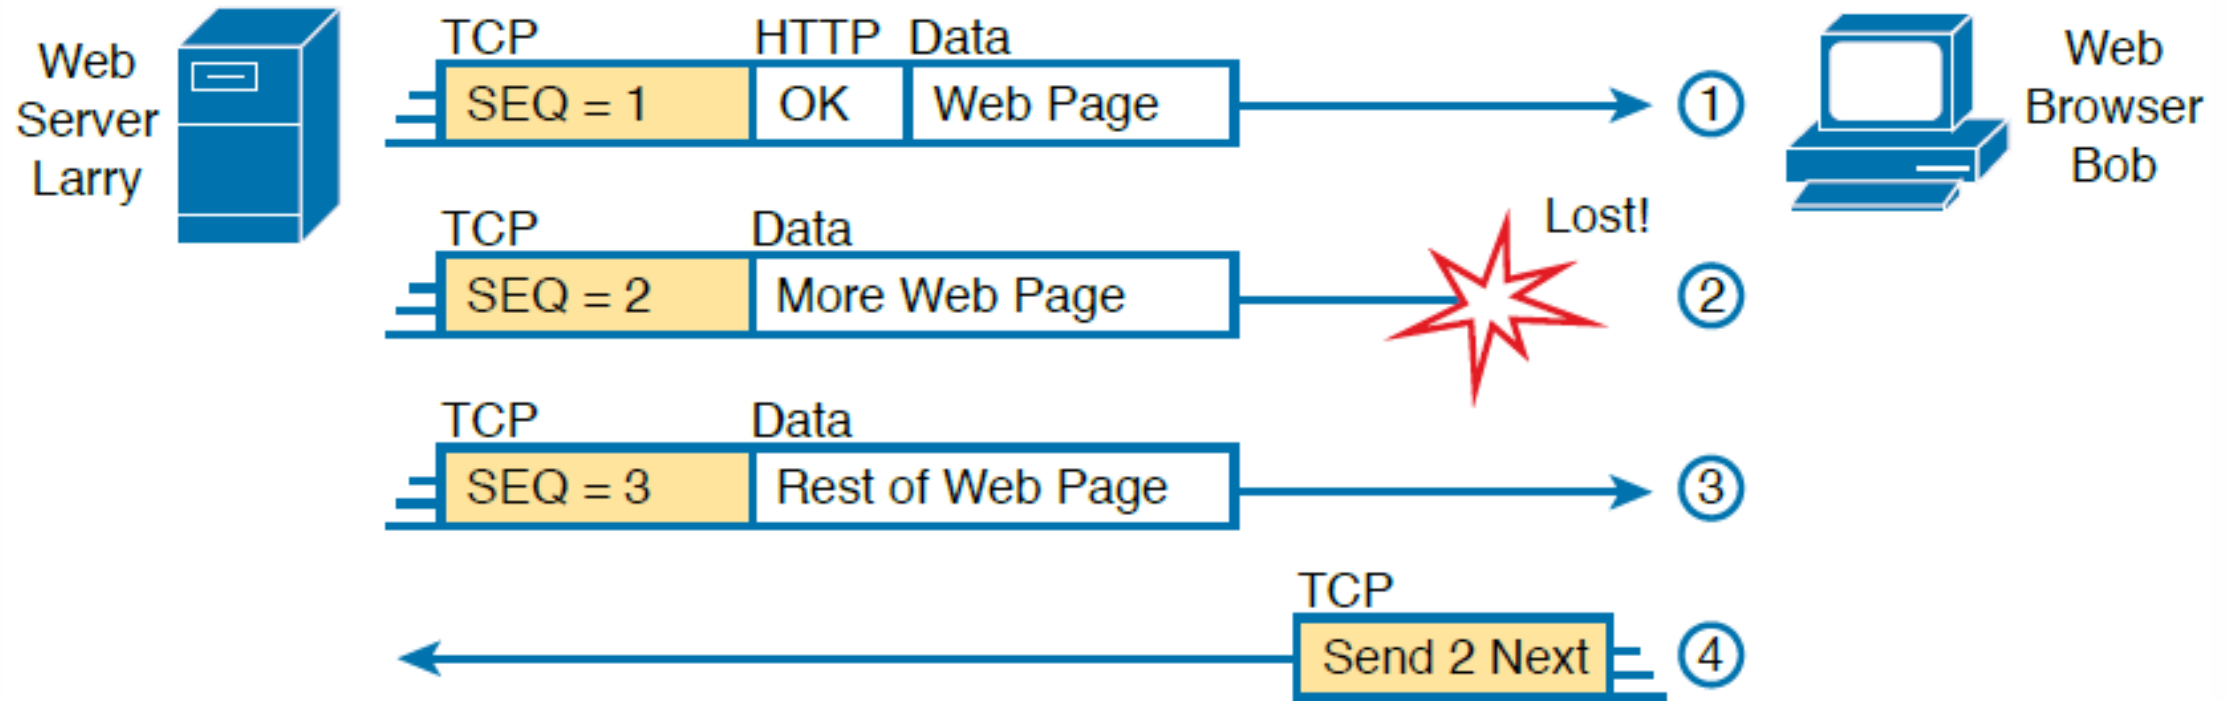 Web
Server
Larry
TCP HTTP Data
SEQ = 1 OK Web Page
1
Web
Browser
Bob
Lost!
TCP Data
SEQ = 2 More Web Page
2
TCP Data
SEQ = 3 Rest of Web Page
3
TCP
Send 2 Next
4